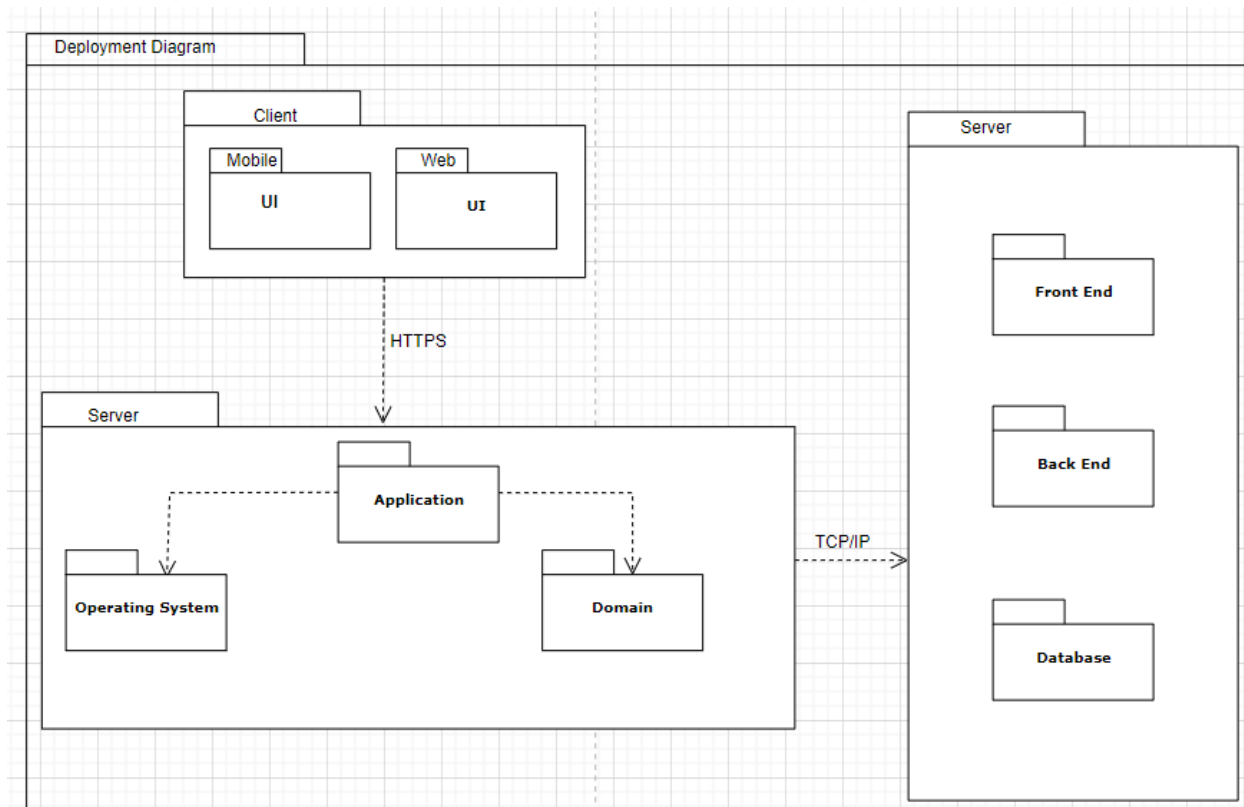 Deployment Diagram
Client
Mobile
UI
Web
UI
HTTPS
Server
Application
Operating System
Domain
TCP/IP
Server
Front End
Back End
Database